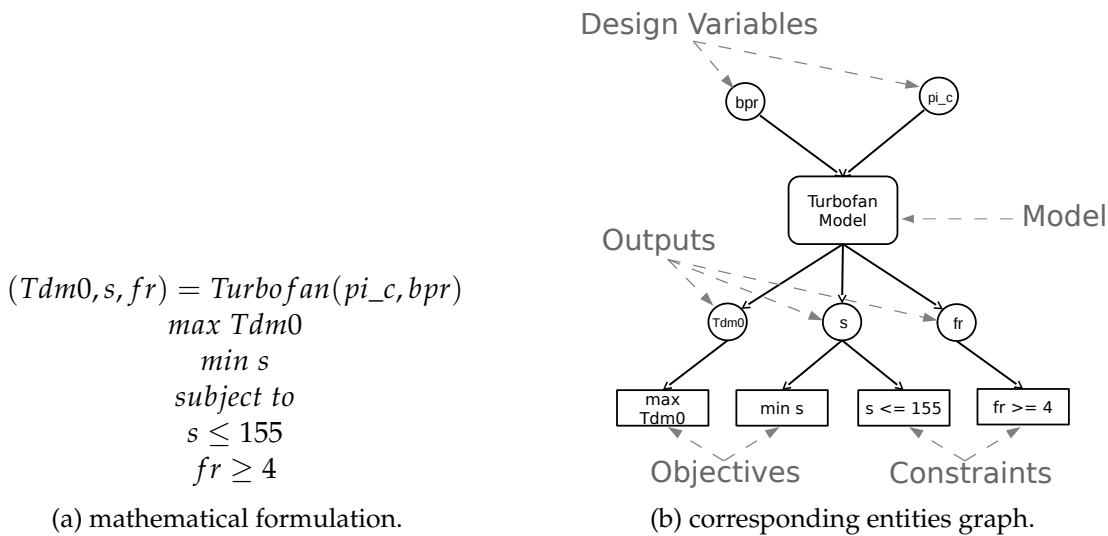 (Tdm0, s, fr) = Turbofan(pi_c, bpr)
max Tdm0
min s
subject to
s ≤ 155
fr ≥ 4
(a) mathematical formulation.
Design Variables
bpr
pi_c
Turbofan
Model
Model
Outputs
Tdm0
s
fr
max
Tdm0
min s
s <= 155
fr >= 4
Objectives
Constraints
(b) corresponding entities graph.